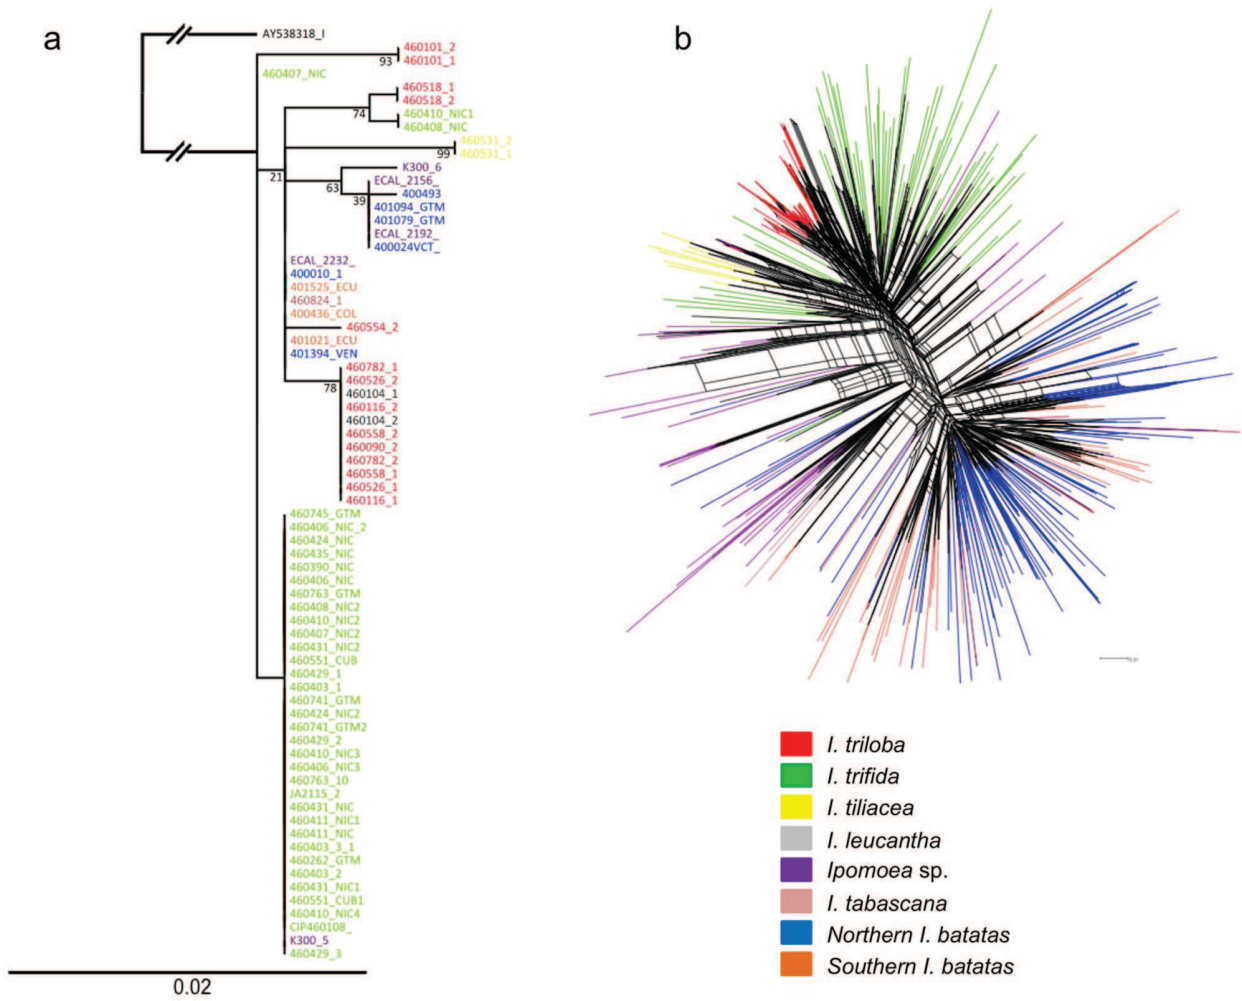 a
AY538318_I
460101_2
460101_1
93
460407_NIC
460518_1
460518_2
74
460410_NIC1
460408_NIC
460531_2
460531_1
99
K300_6
ECAL_2156_
21
63
39
400493
401094_GTM
401079_GTM
ECAL_2192_
400024VCT_
ECAL_2232_
400010_1
401525_ECU
460824_1
400436_COL
460554_2
401021_ECU
401394_VEN
460782_1
460526_2
78
460104_1
460116_2
460104_2
460558_2
460090_2
460782_2
460558_1
460526_1
460116_1
460745_GTM
460406_NIC_2
460424_NIC
460435_NIC
460390_NIC
460406_NIC
460763_GTM
460408_NIC2
460410_NIC2
460407_NIC2
460431_NIC2
460551_CUB
460429_1
460403_1
460741_GTM
460424_NIC2
460741_GTM2
460429_2
460410_NIC3
460406_NIC3
460763_10
JA2115_2
460431_NIC
460411_NIC1
460411_NIC
460403_3_1
460262_GTM
460403_2
460431_NIC1
460551_CUB1
460410_NIC4
CIP460108_
K300_5
460429_3
0.02
b
0.01
I. triloba
I. trifida
I. tiliacea
I. leucantha
Ipomoea sp.
I. tabascana
Northern I. batatas
Southern I. batatas